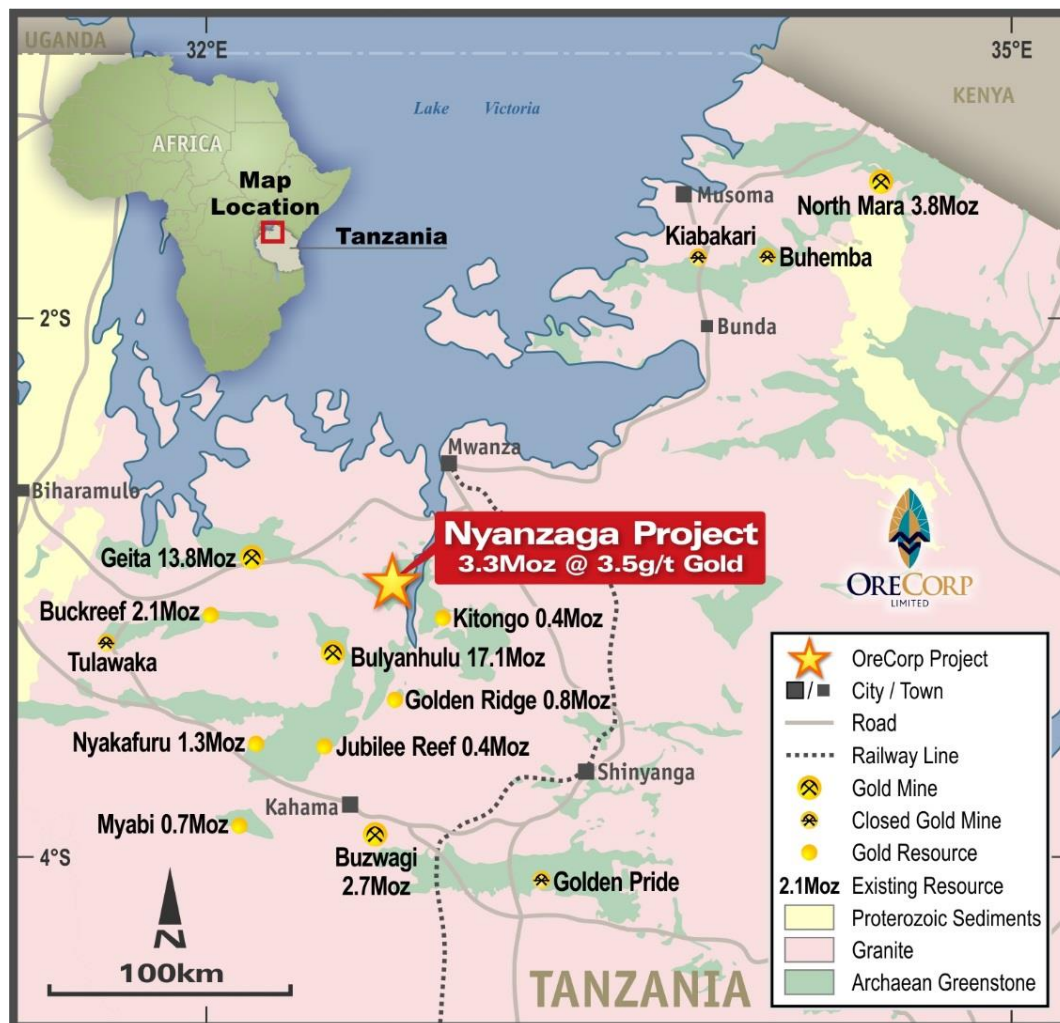 UGANDA
32°E
35°E
KENYA
Lake Victoria
AFRICA
Map
Location
Tanzania
Musoma
North Mara 3.8Moz
Kiabakari
Buhemba
2°S
Bunda
Mwanza
Biharamulo
Nyanzaga Project
3.3Moz @ 3.5g/t Gold
Geita 13.8Moz
ORECORP
LIMITED
Buckreef 2.1Moz
Kitongo 0.4Moz
Tulawaka
Bulyanhulu 17.1Moz
Golden Ridge 0.8Moz
Nyakafuru 1.3Moz
Jubilee Reef 0.4Moz
Shinyanga
Kahama
Myabi 0.7Moz
Buzwagi
2.7Moz
4°S
Golden Pride
N
100km
TANZANIA
OreCorp Project
/ City / Town
Road
Railway Line
Gold Mine
Closed Gold Mine
Gold Resource
2.1Moz Existing Resource
Proterozoic Sediments
Granite
Archaean Greenstone